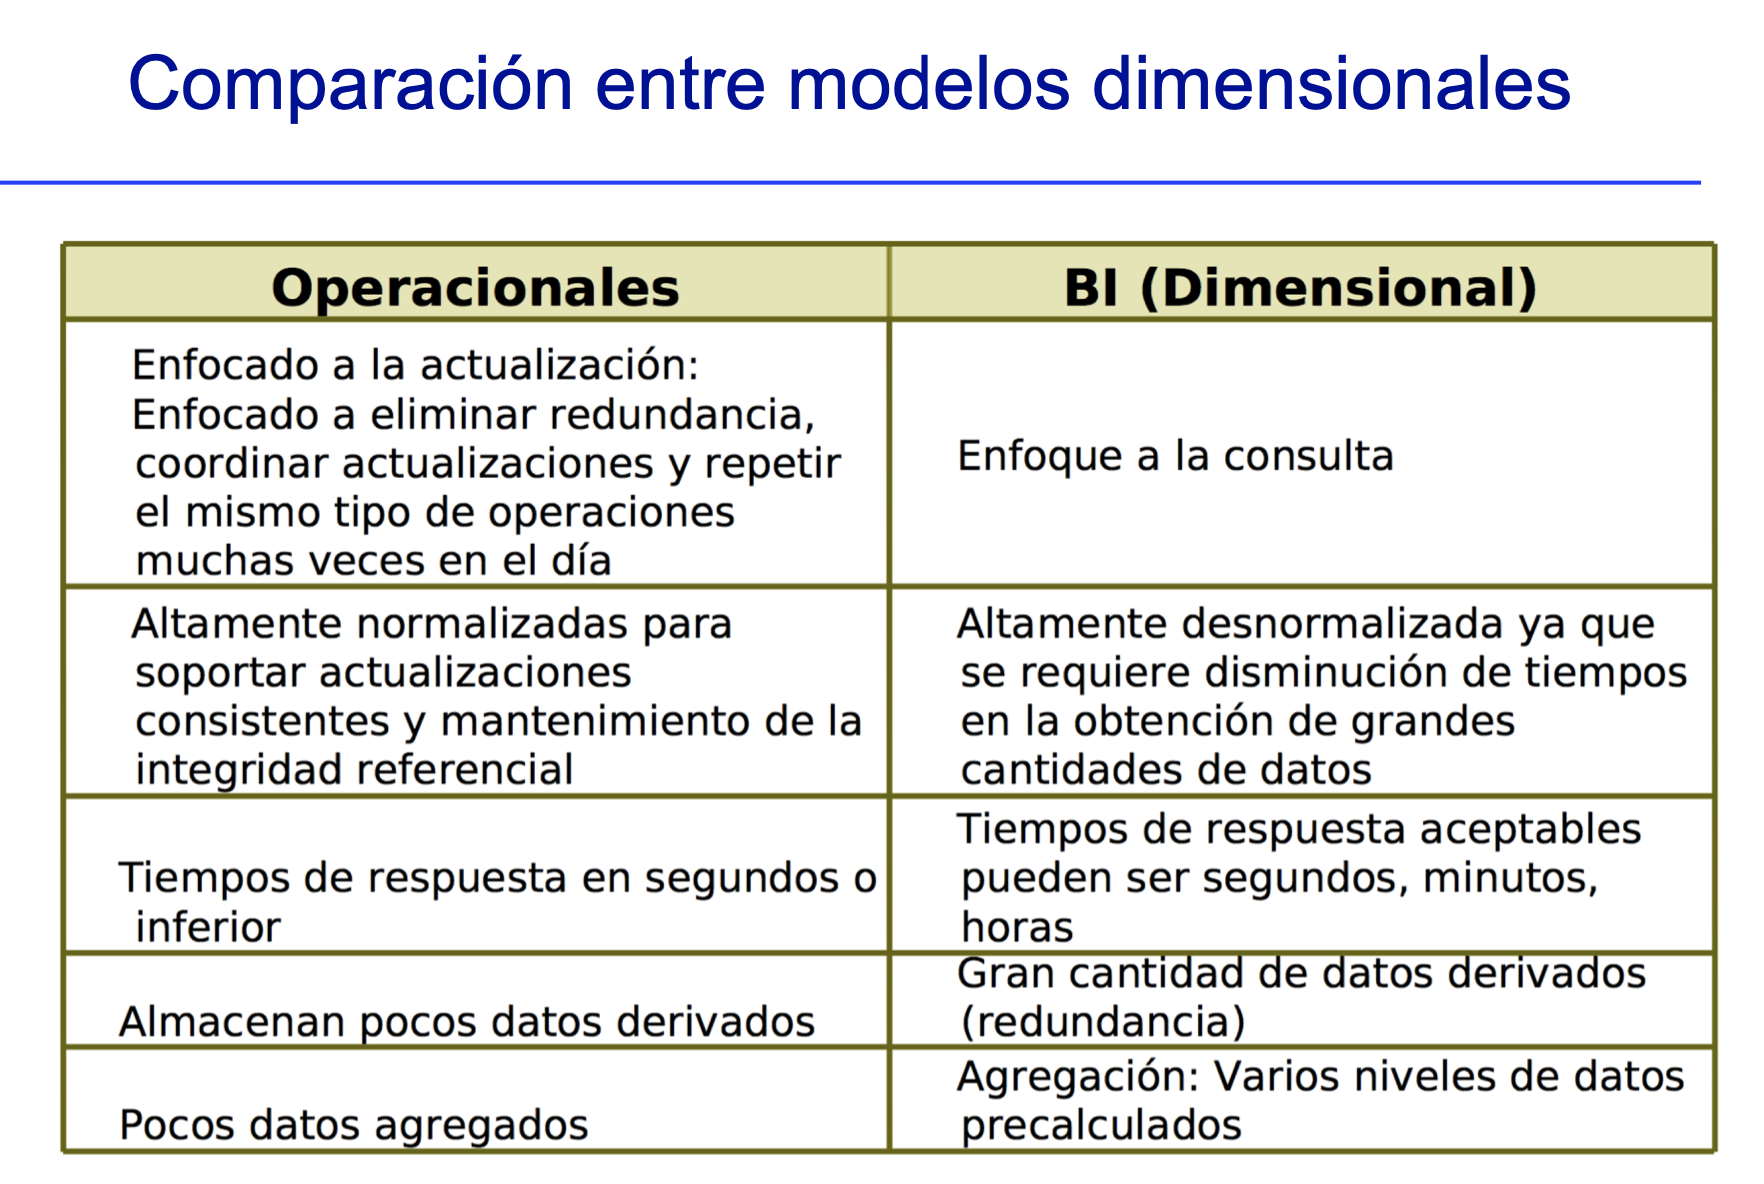 Comparación entre modelos dimensionales
Operacionales
BI (Dimensional)
Enfocado a la actualización:
Enfocado a eliminar redundancia,
coordinar actualizaciones y repetir
el mismo tipo de operaciones
muchas veces en el día
Enfoque a la consulta
Altamente normalizadas para
soportar actualizaciones
consistentes y mantenimiento de la
integridad referencial
Altamente desnormalizada ya que
se requiere disminución de tiempos
en la obtención de grandes
cantidades de datos
Tiempos de respuesta en segundos o
inferior
Tiempos de respuesta aceptables
pueden ser segundos, minutos,
horas
Almacenan pocos datos derivados
Gran cantidad de datos derivados
(redundancia)
Pocos datos agregados
Agregación: Varios niveles de datos
precalculados